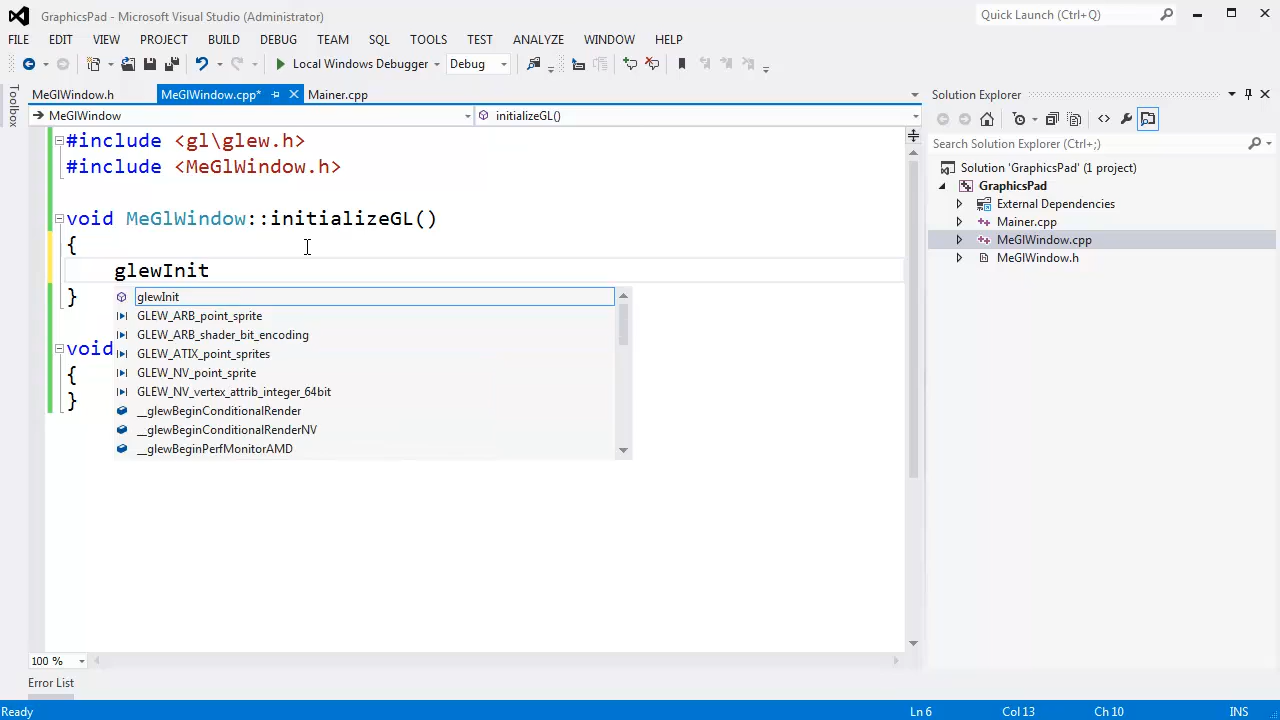 GraphicsPad - Microsoft Visual Studio (Administrator)
Quick Launch (Ctrl+Q)
FILE EDIT VIEW PROJECT BUILD DEBUG TEAM SQL TOOLS TEST ANALYZE WINDOW HELP
Local Windows Debugger Debug
Toolbox
MeGlWindow.h MeGlWindow.cpp* Mainer.cpp
MeGlWindow initializeGL()
#include <gl\glew.h>
#include <MeGlWindow.h>
void MeGlWindow::initializeGL()
{
glewInit
}
glewInit
GLEW_ARB_point_sprite
GLEW_ARB_shader_bit_encoding
GLEW_ATIX_point_sprites
GLEW_NV_point_sprite
GLEW_NV_vertex_attrib_integer_64bit
__glewBeginConditionalRender
__glewBeginConditionalRenderNV
__glewBeginPerfMonitorAMD
void
{
}
100 %
Solution Explorer
Search Solution Explorer (Ctrl+;)
Solution 'GraphicsPad' (1 project)
GraphicsPad
External Dependencies
Mainer.cpp
MeGlWindow.cpp
MeGlWindow.h
Error List
Ready Ln 6 Col 13 Ch 10 INS